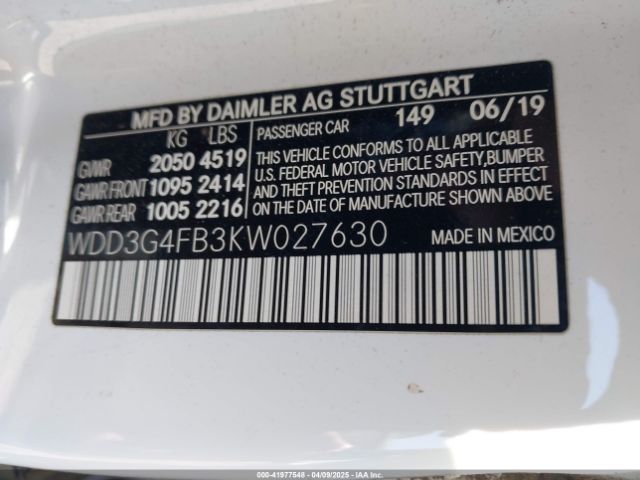 MFD BY DAIMLER AG STUTTGART
KG LBS PASSENGER CAR 149 06/19
GVWR 2050 4519
GAWR FRONT 1095 2414
GAWR REAR 1005 2216
THIS VEHICLE CONFORMS TO ALL APPLICABLE
U.S. FEDERAL MOTOR VEHICLE SAFETY, BUMPER
AND THEFT PREVENTION STANDARDS IN EFFECT
ON THE DATE OF MANUFACTURE SHOWN ABOVE
WDD3G4FB3KW027630 MADE IN MEXICO
000-41977548 | 04/09/2025 | IAA Inc.